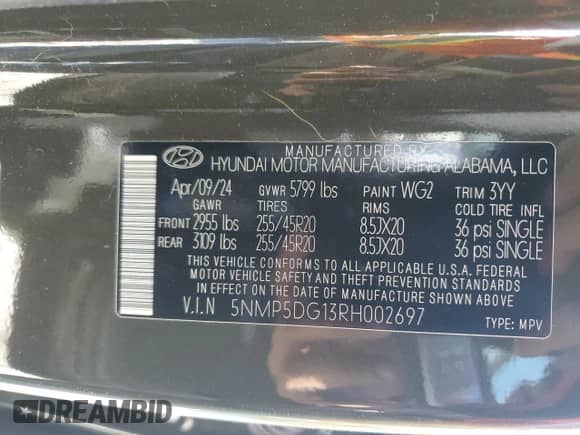 MANUFACTURED BY
HYUNDAI MOTOR MANUFACTURING ALABAMA, LLC
Apr/09/24 GVWR 5799 lbs PAINT WG2 TRIM 3YY
GAWR TIRES RIMS COLD TIRE INFL
FRONT 2955 lbs 255/45R20 8.5JX20 36 psi SINGLE
REAR 3109 lbs 255/45R20 8.5JX20 36 psi SINGLE
THIS VEHICLE CONFORMS TO ALL APPLICABLE U.S.A. FEDERAL
MOTOR VEHICLE SAFETY AND THEFT PREVENTION STANDARDS
IN EFFECT ON THE DATE OF MANUFACTURE SHOWN ABOVE.
V.I.N 5NMP5DG13RH002697
TYPE: MPV
DREAMBID